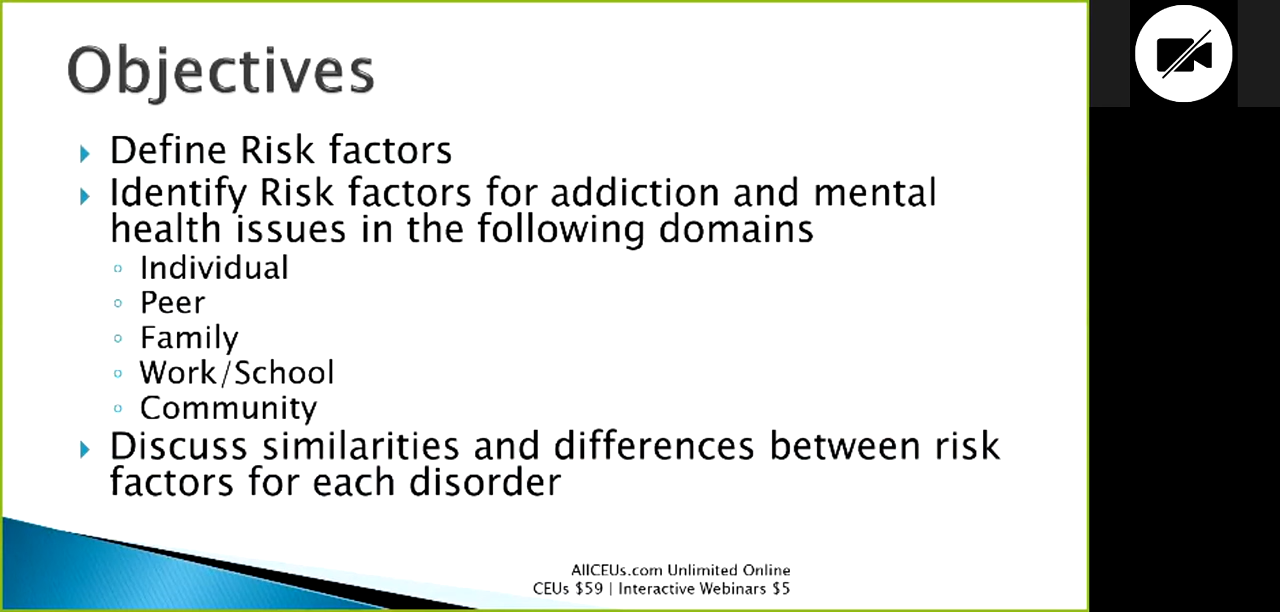 Objectives
Define Risk factors
Identify Risk factors for addiction and mental
health issues in the following domains
Individual
Peer
Family
Work/School
Community
Discuss similarities and differences between risk
factors for each disorder
AllCEUs.com Unlimited Online
CEUs $59 | Interactive Webinars $5